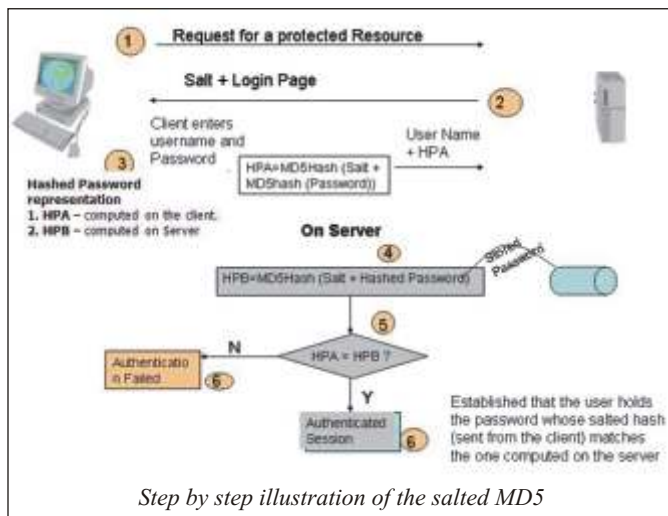 1
Request for a protected Resource
Salt + Login Page
2
Client enters
username and
Password
User Name
+ HPA
3
HPA=MD5Hash (Salt +
MD5hash (Password))
Hashed Password
representation
1. HPA – computed on the client.
2. HPB – computed on Server
On Server
4
Stored
Password
HPB=MD5Hash (Salt + Hashed Password)
5
N
HPA = HPB ?
Authenticatio
n Failed
6
Y
Authenticated
Session
6
Established that the user holds
the password whose salted hash
(sent from the client) matches
the one computed on the server
Step by step illustration of the salted MD5